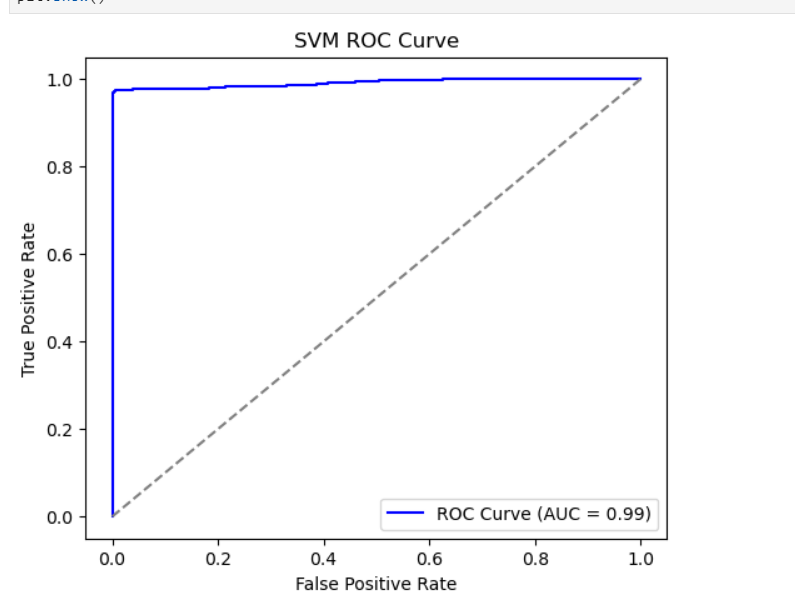 SVM ROC Curve
1.0
0.8
0.6
0.4
0.2
0.0
True Positive Rate
ROC Curve (AUC = 0.99)
0.0 0.2 0.4 0.6 0.8 1.0
False Positive Rate